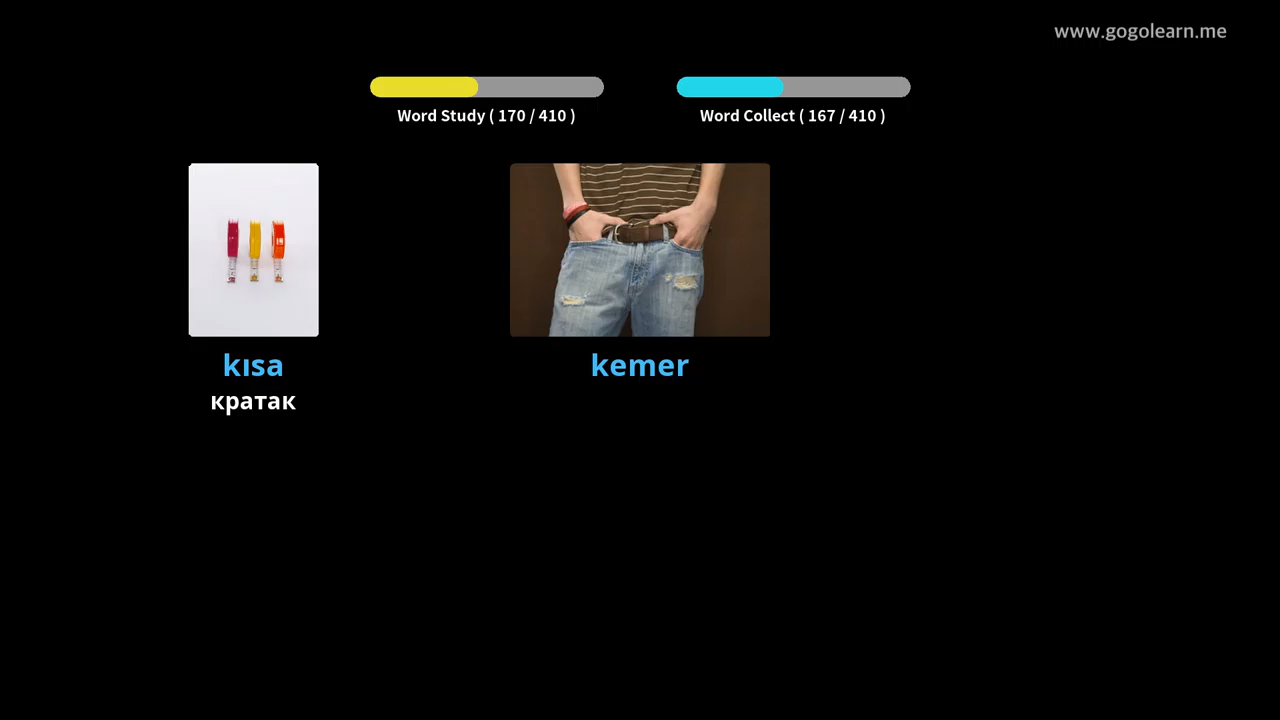 www.gogolearn.me
Word Study ( 170 / 410 )
Word Collect ( 167 / 410 )
kısa
кратак
kemer